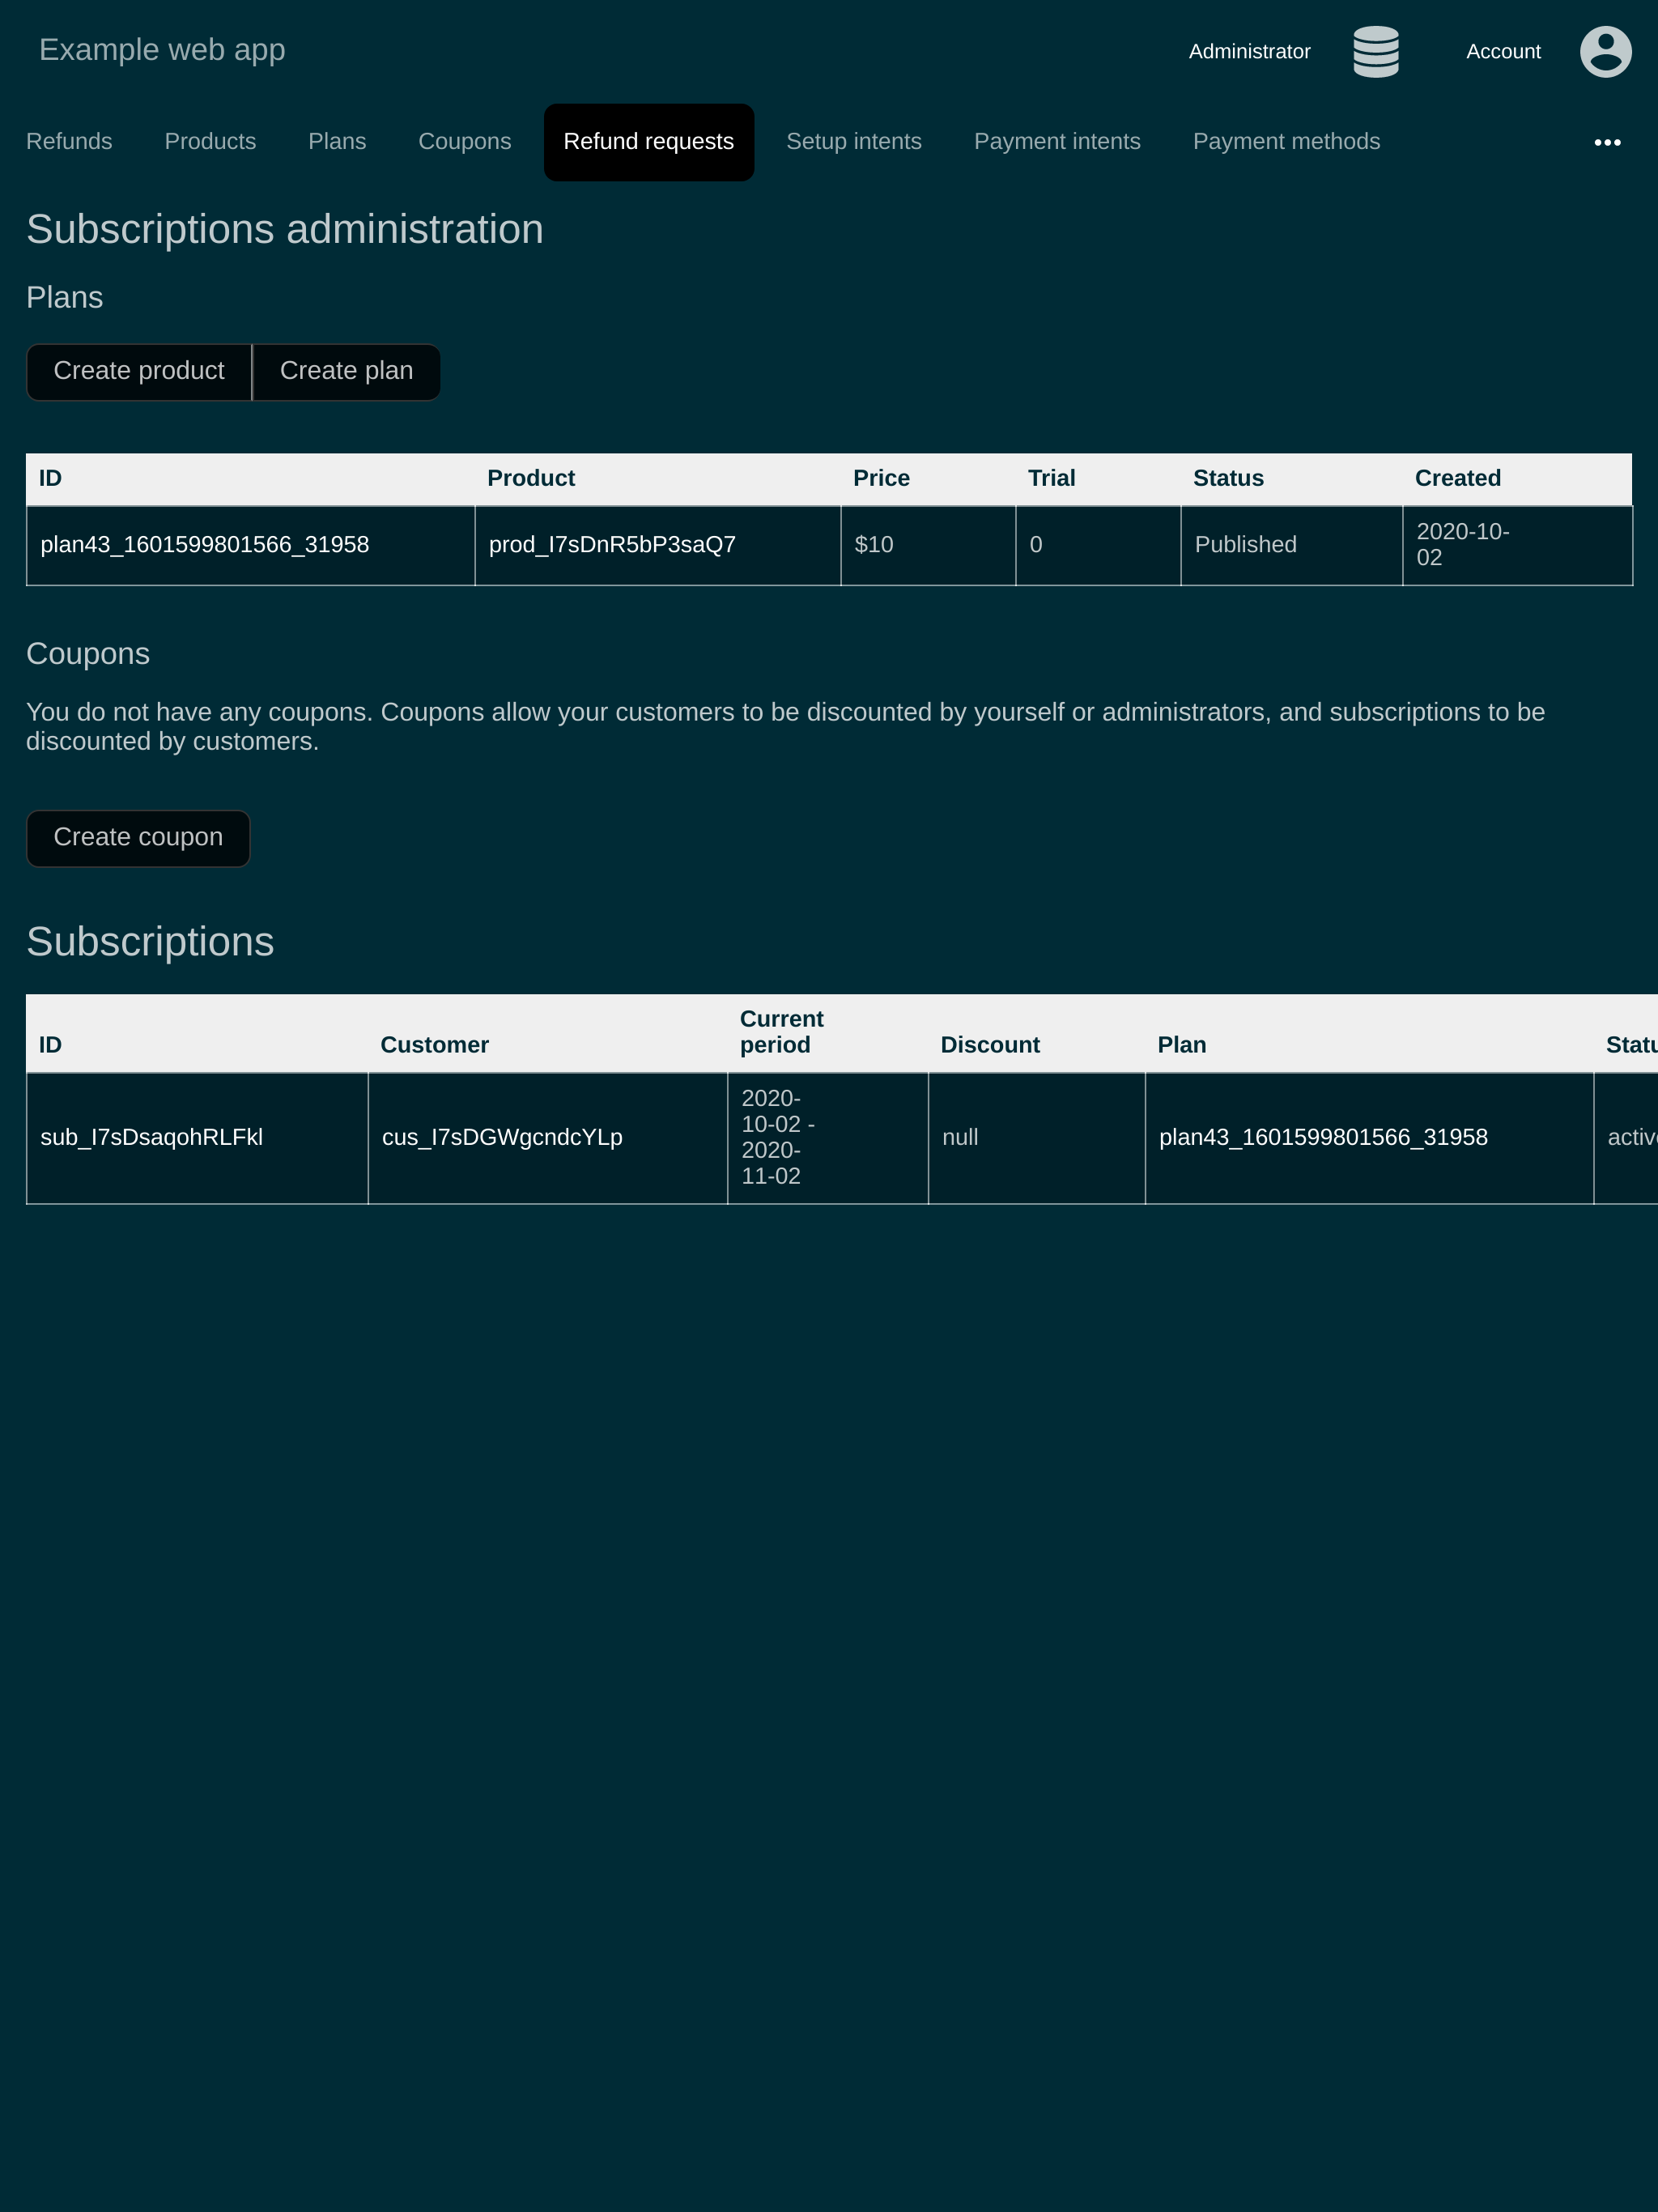 Example web app
Administrator
Account
Refunds Products Plans Coupons Refund requests Setup intents Payment intents Payment methods
Subscriptions administration
Plans
Create product Create plan
ID Product Price Trial Status Created
plan43_1601599801566_31958 prod_I7sDnR5bP3saQ7 $10 0 Published 2020-10-
02
Coupons
You do not have any coupons. Coupons allow your customers to be discounted by yourself or administrators, and subscriptions to be
discounted by customers.
Create coupon
Subscriptions
ID Customer Current
period Discount Plan Statu
sub_I7sDsaqohRLFkl cus_I7sDGWgcndcYLp 2020-
10-02 -
2020-
11-02
null plan43_1601599801566_31958 active